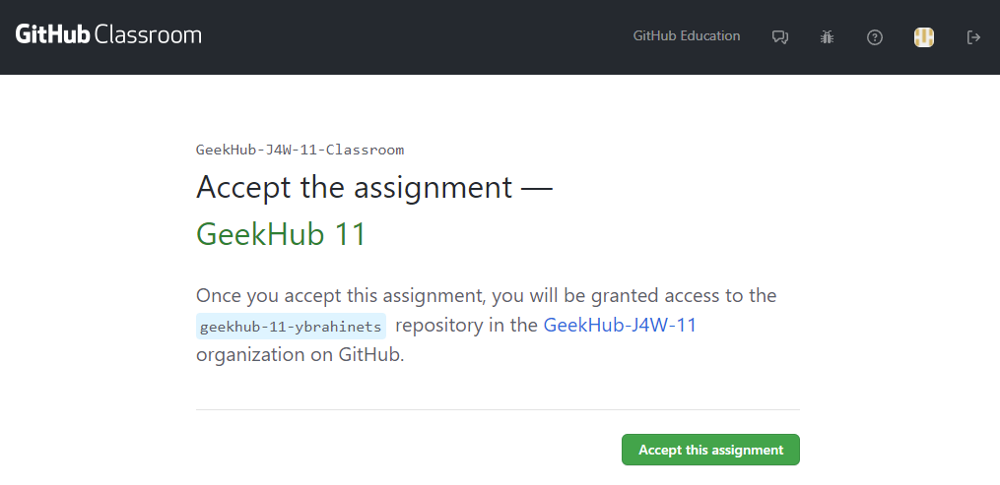 GitHub Classroom
GitHub Education
GeekHub-J4W-11-Classroom
Accept the assignment —
GeekHub 11
Once you accept this assignment, you will be granted access to the
geekhub-11-ybrahinets repository in the GeekHub-J4W-11
organization on GitHub.
Accept this assignment